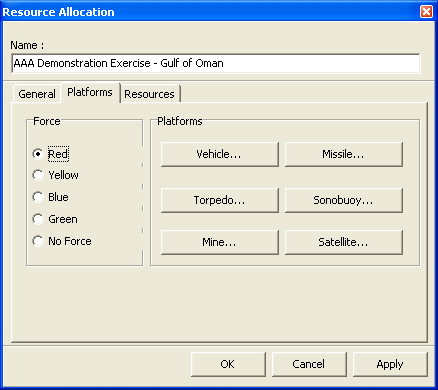 Resource Allocation
Name :
AAA Demonstration Exercise - Gulf of Oman
General Platforms Resources
Force
Red
Yellow
Blue
Green
No Force
Platforms
Vehicle... Missile...
Torpedo... Sonobuoy...
Mine... Satellite...
OK Cancel Apply